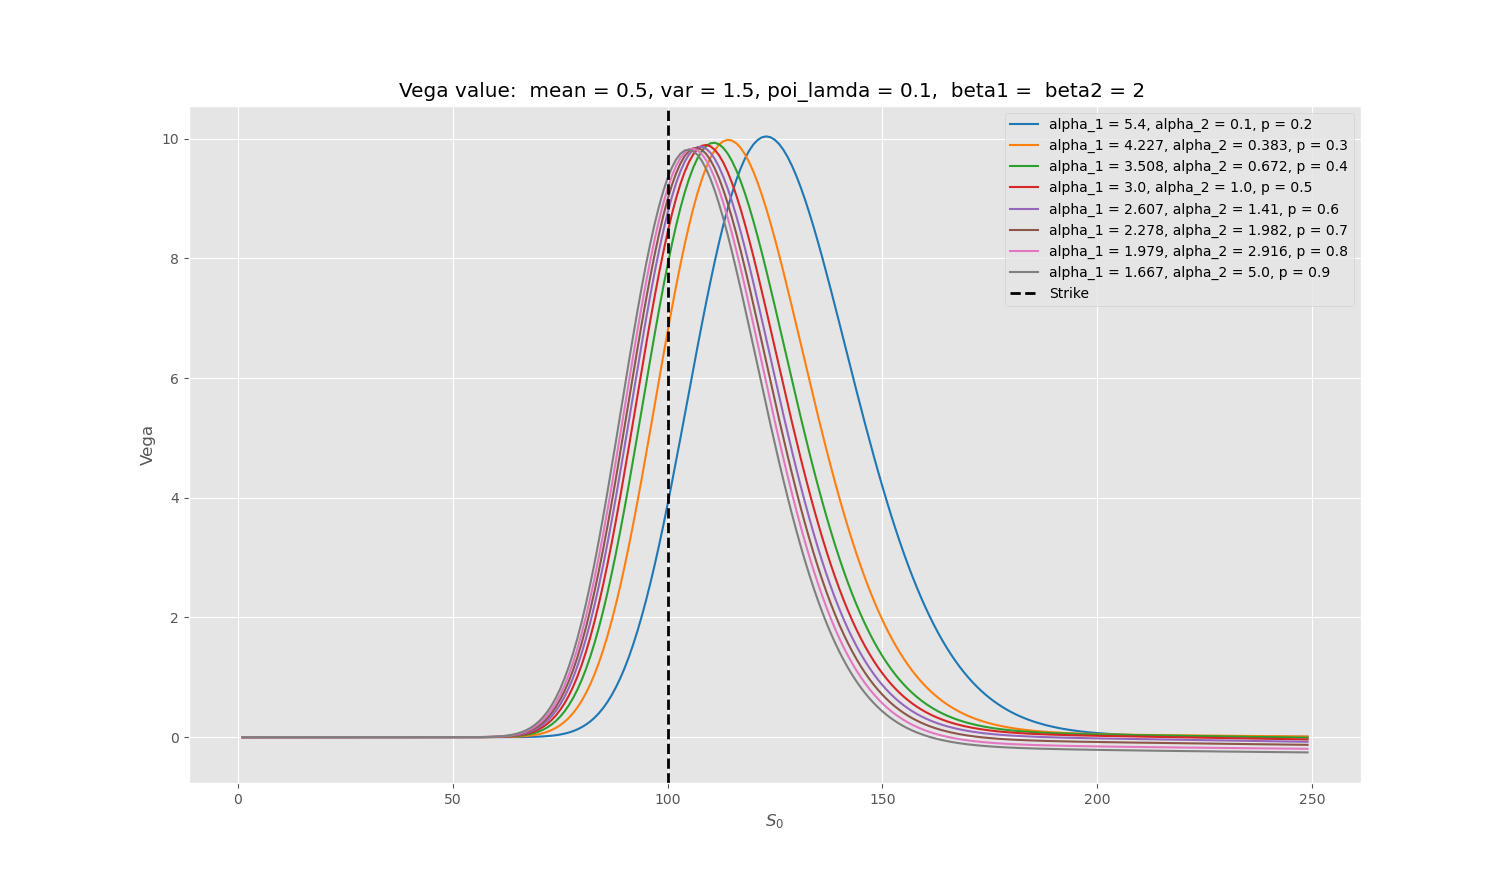 Vega value:  mean = 0.5, var = 1.5, poi_lamda = 0.1,  beta1 =  beta2 = 2
alpha_1 = 5.4, alpha_2 = 0.1, p = 0.2
alpha_1 = 4.227, alpha_2 = 0.383, p = 0.3
alpha_1 = 3.508, alpha_2 = 0.672, p = 0.4
alpha_1 = 3.0, alpha_2 = 1.0, p = 0.5
alpha_1 = 2.607, alpha_2 = 1.41, p = 0.6
alpha_1 = 2.278, alpha_2 = 1.982, p = 0.7
alpha_1 = 1.979, alpha_2 = 2.916, p = 0.8
alpha_1 = 1.667, alpha_2 = 5.0, p = 0.9
Strike
10
8
6
4
2
0
Vega
0 50 100 150 200 250
S₀